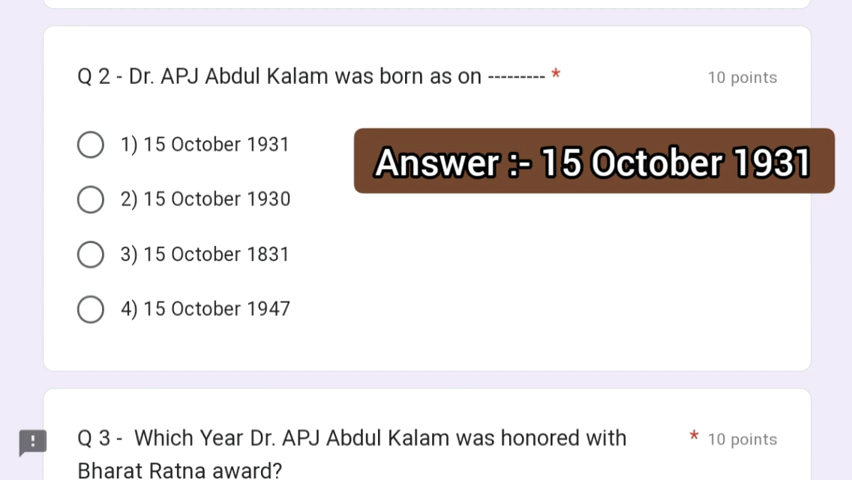 Q 2 - Dr. APJ Abdul Kalam was born as on --------- *
10 points
1) 15 October 1931
Answer :- 15 October 1931
2) 15 October 1930
3) 15 October 1831
4) 15 October 1947
Q 3 -  Which Year Dr. APJ Abdul Kalam was honored with
* 10 points
Bharat Ratna award?